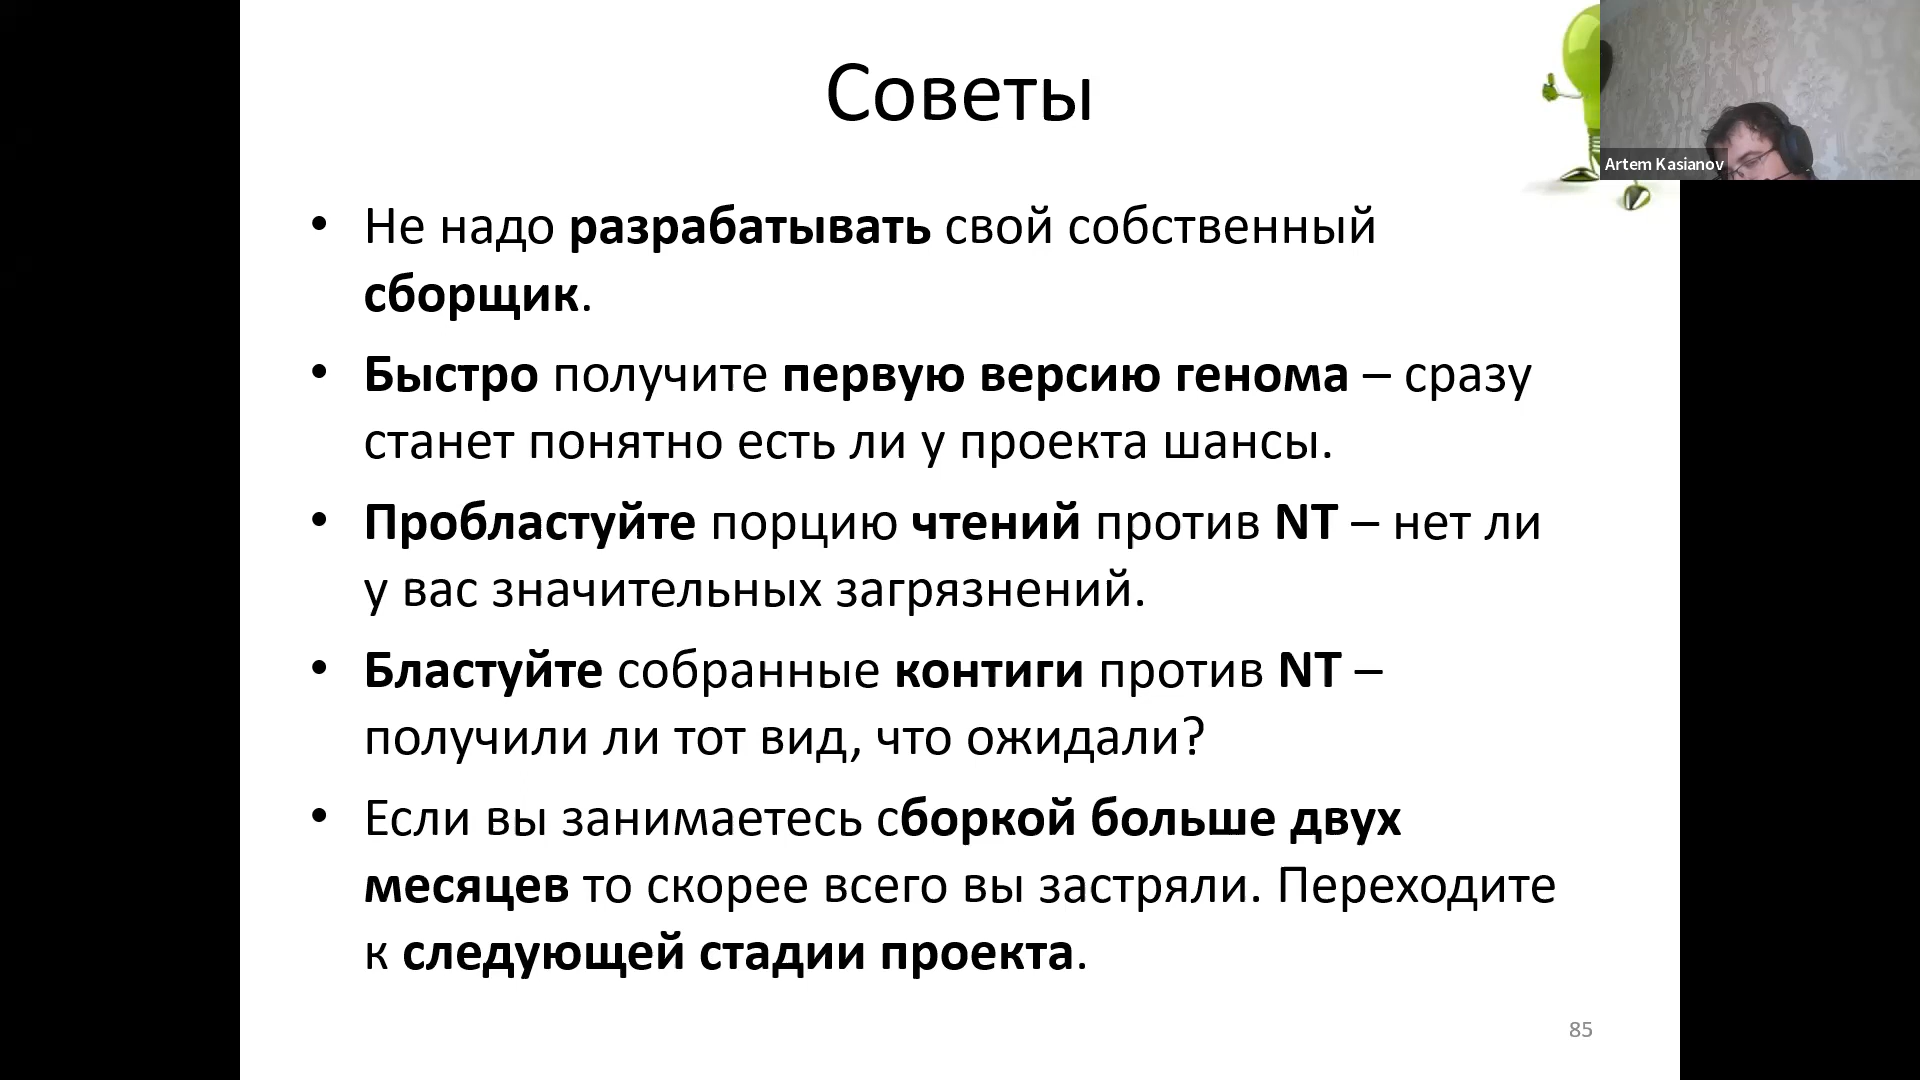 Советы
Artem Kasianov
• Не надо разрабатывать свой собственный
сборщик.
• Быстро получите первую версию генома – сразу
станет понятно есть ли у проекта шансы.
• Пробластуйте порцию чтений против NT – нет ли
у вас значительных загрязнений.
• Бластуйте собранные контиги против NT –
получили ли тот вид, что ожидали?
• Если вы занимаетесь сборкой больше двух
месяцев то скорее всего вы застряли. Переходите
к следующей стадии проекта.
85